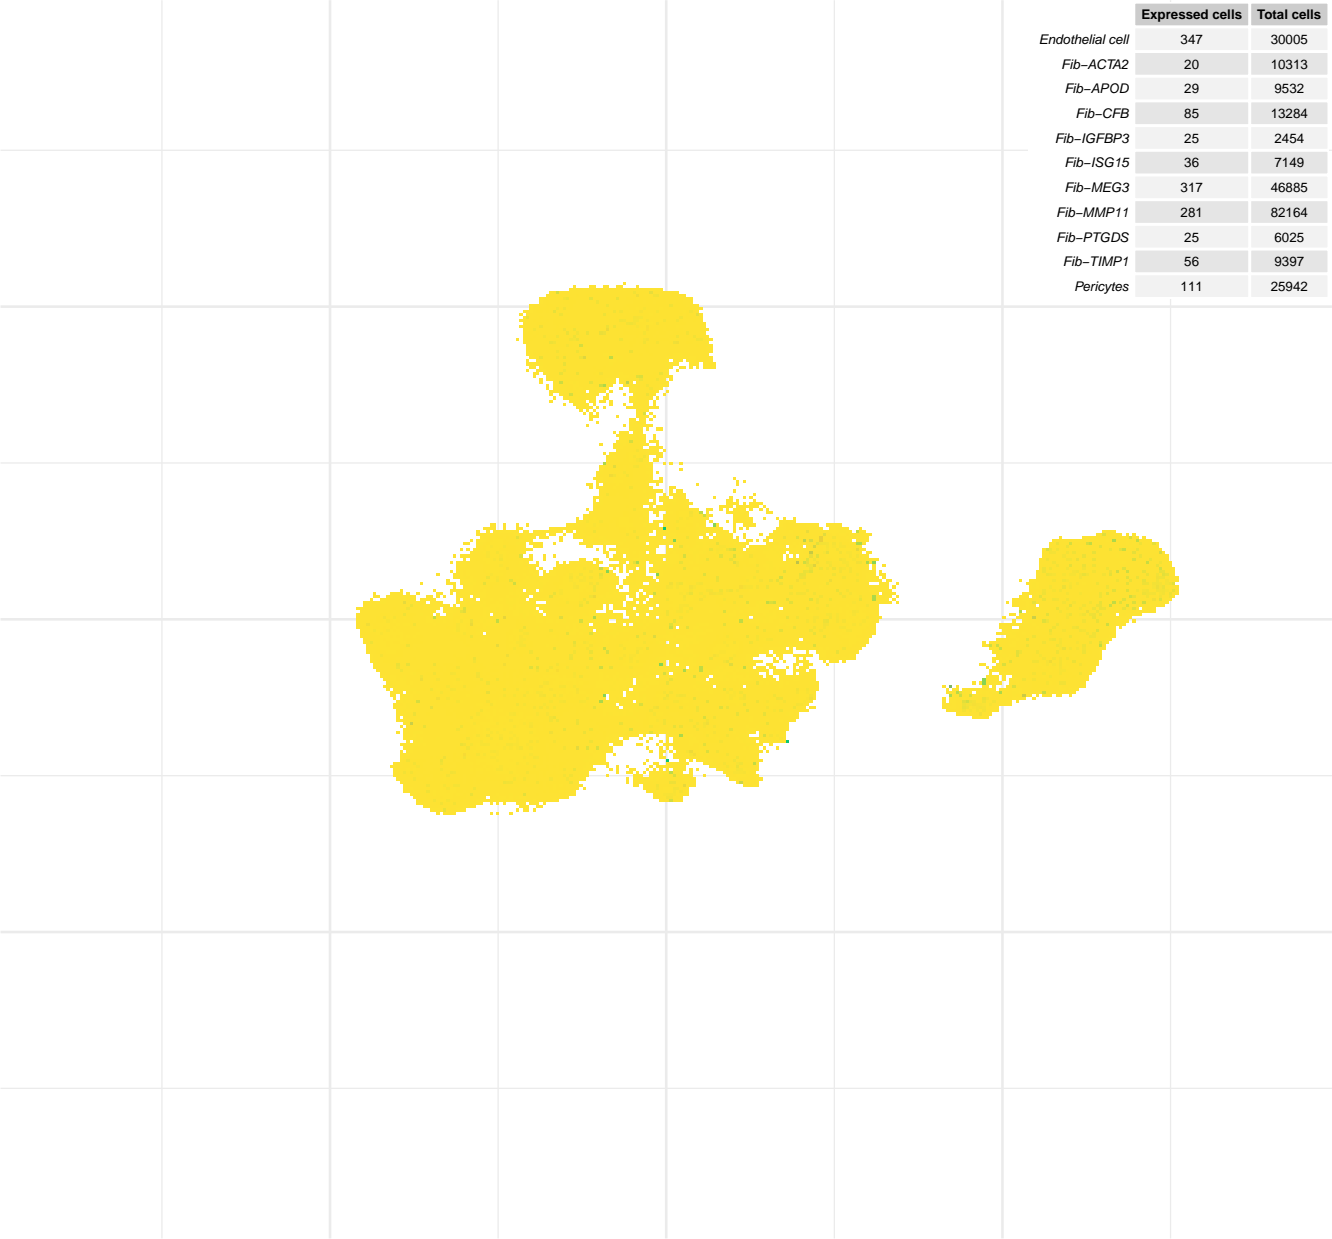 Expressed cells Total cells
Endothelial cell 347 30005
Fib−ACTA2 20 10313
Fib−APOD 29 9532
Fib−CFB 85 13284
Fib−IGFBP3 25 2454
Fib−ISG15 36 7149
Fib−MEG3 317 46885
Fib−MMP11 281 82164
Fib−PTGDS 25 6025
Fib−TIMP1 56 9397
Pericytes 111 25942